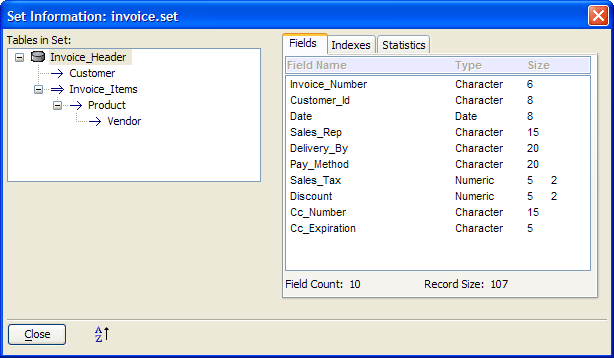 Set Information: invoice.set
Tables in Set:
Invoice_Header
Customer
Invoice_Items
Product
Vendor
Fields Indexes Statistics
Field Name Type Size
Invoice_Number Character 6
Customer_Id Character 8
Date Date 8
Sales_Rep Character 15
Delivery_By Character 20
Pay_Method Character 20
Sales_Tax Numeric 5 2
Discount Numeric 5 2
Cc_Number Character 15
Cc_Expiration Character 5
Field Count: 10 Record Size: 107
Close A Z